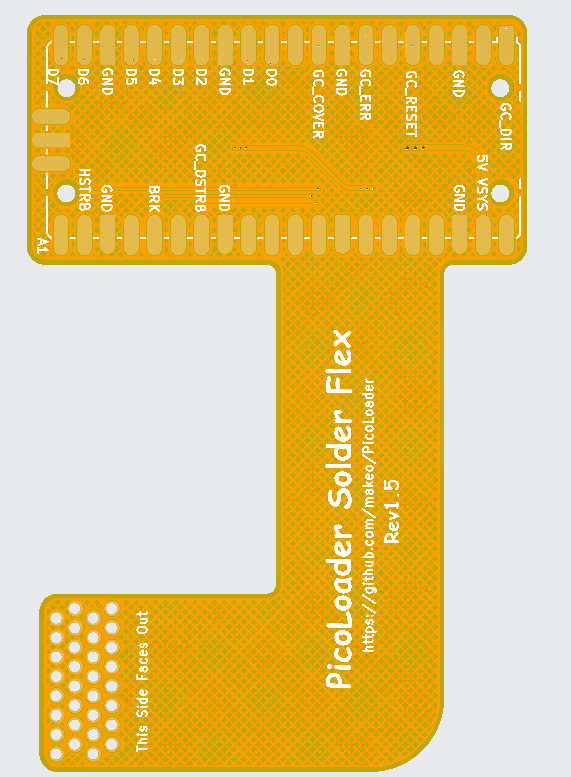 D7
D6
GND
D5
D4
D3
D2
GND
D1
D0
GC_COVER
GND
GC_ERR
GC_RESET
GND
GC_DIR
HSTRB
GND
BRK
GC_DSTRB
GND
GND
5V
VSYS
A1
PicoLoader Solder Flex
https://github.com/makeo/PicoLoader
Rev1.5
This Side Faces Out